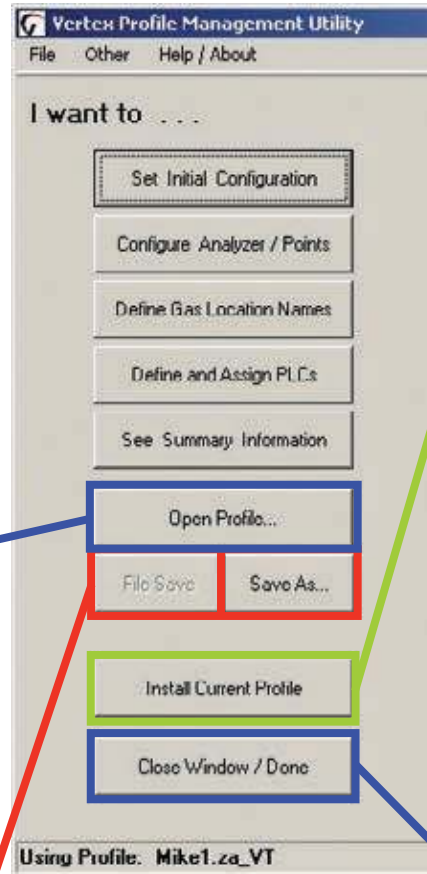 Vertex Profile Management Utility
File Other Help / About
I want to . . .
Set Initial Configuration
Configure Analyzer / Points
Define Gas Location Names
Define and Assign PLCs
See Summary Information
Open Profile...
File Save Save As...
Install Current Profile
Close Window / Done
Using Profile: Mike1.za_VT